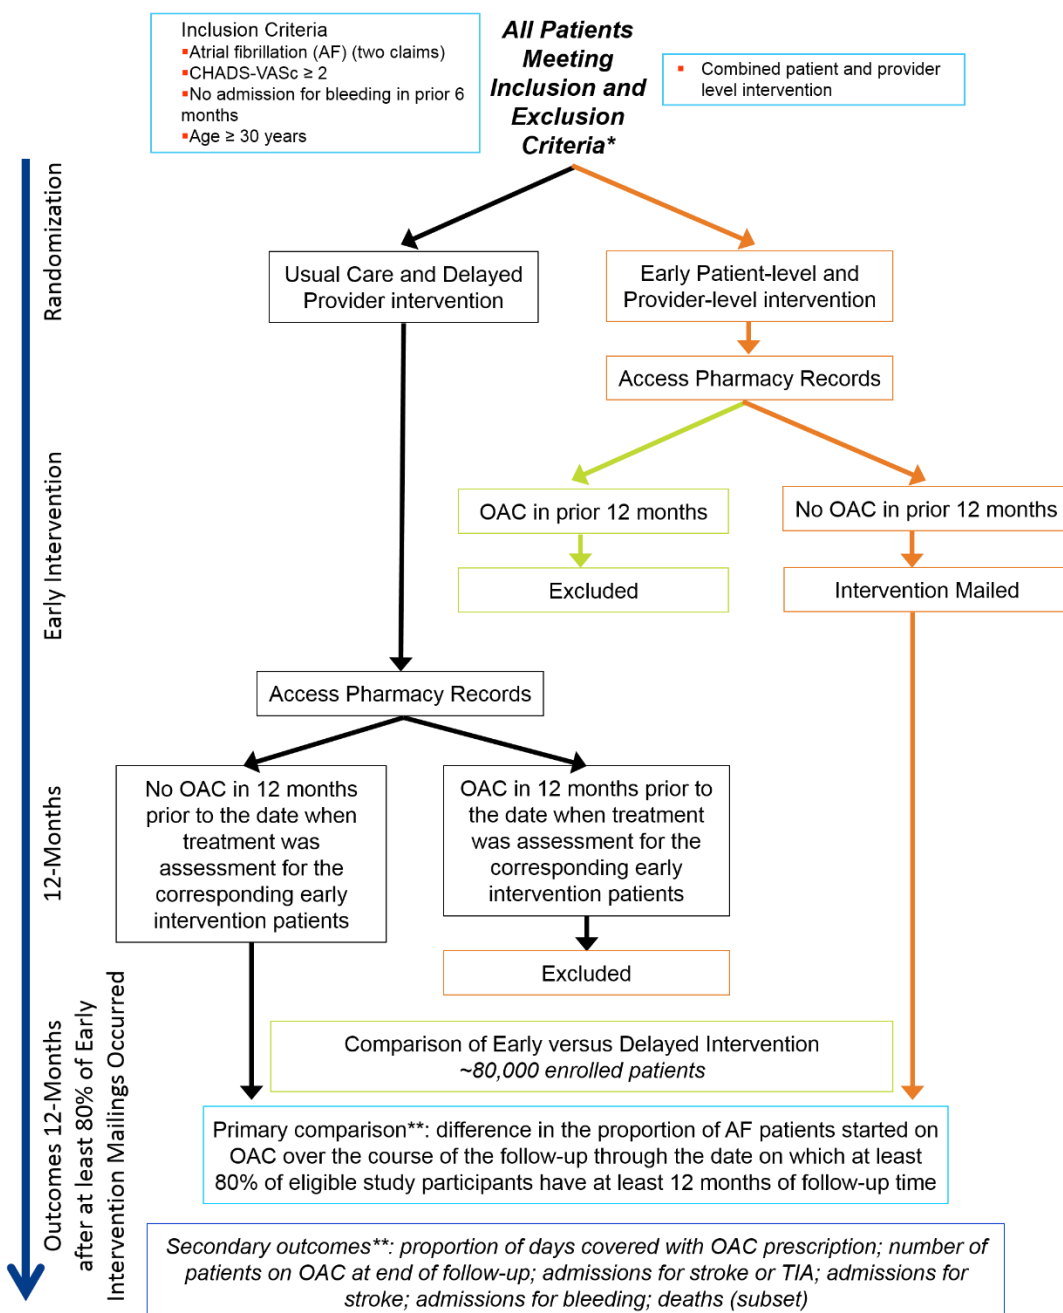 Inclusion Criteria
▪Atrial fibrillation (AF) (two claims)
▪CHADS-VASc ≥ 2
▪No admission for bleeding in prior 6
months
▪Age ≥ 30 years
All Patients
Meeting
Inclusion and
Exclusion
Criteria*
▪ Combined patient and provider
level intervention
Randomization
Usual Care and Delayed
Provider intervention
Early Patient-level and
Provider-level intervention
Access Pharmacy Records
Early Intervention
OAC in prior 12 months
No OAC in prior 12 months
Excluded
Intervention Mailed
Access Pharmacy Records
12-Months
No OAC in 12 months
prior to the date when
treatment was
assessment for the
corresponding early
intervention patients
OAC in 12 months prior to
the date when treatment
was assessment for the
corresponding early
intervention patients
Excluded
Outcomes 12-Months
after at least 80% of Early
Intervention Mailings Occurred
Comparison of Early versus Delayed Intervention
~80,000 enrolled patients
Primary comparison**: difference in the proportion of AF patients started on
OAC over the course of the follow-up through the date on which at least
80% of eligible study participants have at least 12 months of follow-up time
Secondary outcomes**: proportion of days covered with OAC prescription; number of
patients on OAC at end of follow-up; admissions for stroke or TIA; admissions for
stroke; admissions for bleeding; deaths (subset)